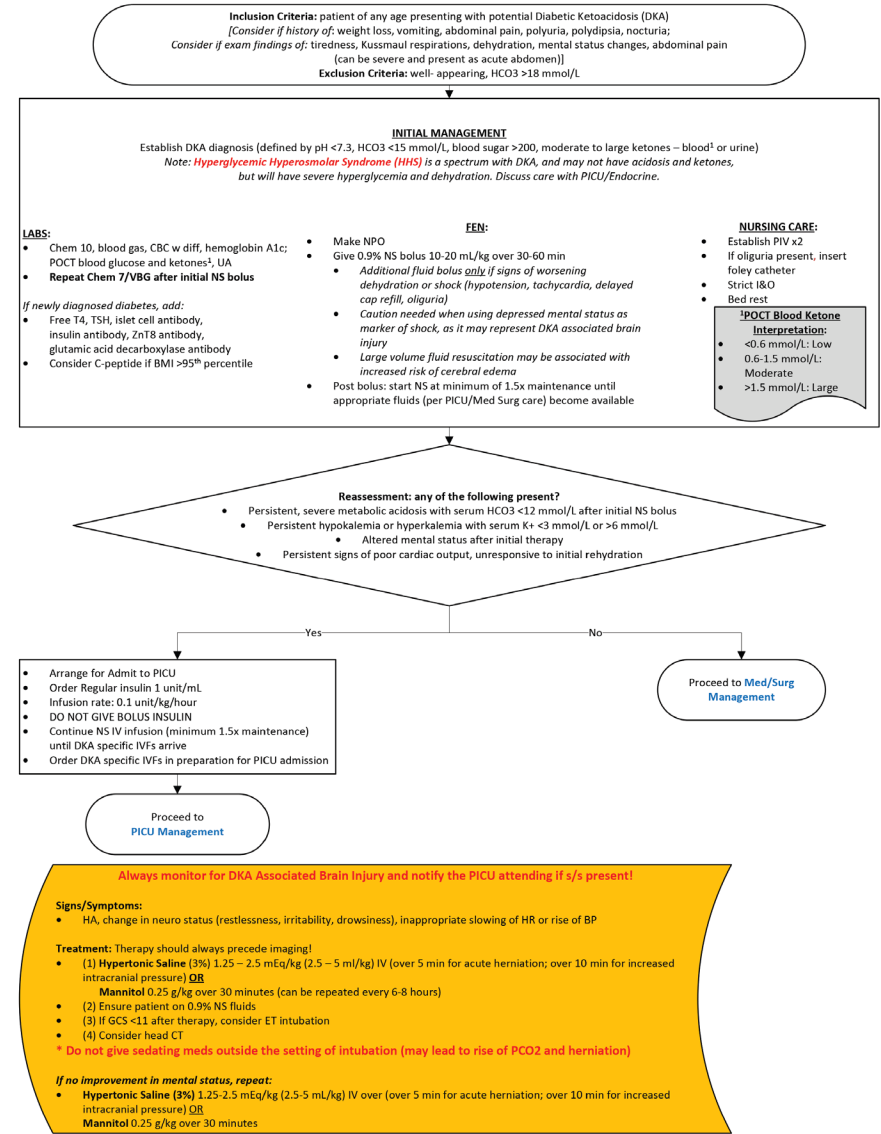 Inclusion Criteria: patient of any age presenting with potential Diabetic Ketoacidosis (DKA)
[Consider if history of: weight loss, vomiting, abdominal pain, polyuria, polydipsia, nocturia;
Consider if exam findings of: tiredness, Kussmaul respirations, dehydration, mental status changes, abdominal pain
(can be severe and present as acute abdomen)]
Exclusion Criteria: well- appearing, HCO3 >18 mmol/L
INITIAL MANAGEMENT
Establish DKA diagnosis (defined by pH <7.3, HCO3 <15 mmol/L, blood sugar >200, moderate to large ketones – blood¹ or urine)
Note: Hyperglycemic Hyperosmolar Syndrome (HHS) is a spectrum with DKA, and may not have acidosis and ketones,
but will have severe hyperglycemia and dehydration. Discuss care with PICU/Endocrine.
LABS:
• Chem 10, blood gas, CBC w diff, hemoglobin A1c;
POCT blood glucose and ketones¹, UA
• Repeat Chem 7/VBG after initial NS bolus
If newly diagnosed diabetes, add:
• Free T4, TSH, islet cell antibody,
insulin antibody, ZnT8 antibody,
glutamic acid decarboxylase antibody
• Consider C-peptide if BMI >95th percentile
FEN:
• Make NPO
• Give 0.9% NS bolus 10-20 mL/kg over 30-60 min
• Additional fluid bolus only if signs of worsening
dehydration or shock (hypotension, tachycardia, delayed
cap refill, oliguria)
• Caution needed when using depressed mental status as
marker of shock, as it may represent DKA associated brain
injury
• Large volume fluid resuscitation may be associated with
increased risk of cerebral edema
• Post bolus: start NS at minimum of 1.5x maintenance until
appropriate fluids (per PICU/Med Surg care) become available
NURSING CARE:
• Establish PIV x2
• If oliguria present, insert
foley catheter
• Strict I&O
• Bed rest
¹POCT Blood Ketone
Interpretation:
• <0.6 mmol/L: Low
• 0.6-1.5 mmol/L:
Moderate
• >1.5 mmol/L: Large
Reassessment: any of the following present?
• Persistent, severe metabolic acidosis with serum HCO3 <12 mmol/L after initial NS bolus
• Persistent hypokalemia or hyperkalemia with serum K+ <3 mmol/L or >6 mmol/L
• Altered mental status after initial therapy
• Persistent signs of poor cardiac output, unresponsive to initial rehydration
Yes
No
• Arrange for Admit to PICU
• Order Regular insulin 1 unit/mL
• Infusion rate: 0.1 unit/kg/hour
• DO NOT GIVE BOLUS INSULIN
• Continue NS IV infusion (minimum 1.5x maintenance)
until DKA specific IVFs arrive
• Order DKA specific IVFs in preparation for PICU admission
Proceed to Med/Surg
Management
Proceed to
PICU Management
Always monitor for DKA Associated Brain Injury and notify the PICU attending if s/s present!
Signs/Symptoms:
• HA, change in neuro status (restlessness, irritability, drowsiness), inappropriate slowing of HR or rise of BP
Treatment: Therapy should always precede imaging!
• (1) Hypertonic Saline (3%) 1.25 – 2.5 mEq/kg (2.5 – 5 ml/kg) IV (over 5 min for acute herniation; over 10 min for increased
intracranial pressure) OR
Mannitol 0.25 g/kg over 30 minutes (can be repeated every 6-8 hours)
• (2) Ensure patient on 0.9% NS fluids
• (3) If GCS <11 after therapy, consider ET intubation
• (4) Consider head CT
* Do not give sedating meds outside the setting of intubation (may lead to rise of PCO2 and herniation)
If no improvement in mental status, repeat:
• Hypertonic Saline (3%) 1.25-2.5 mEq/kg (2.5-5 mL/kg) IV over (over 5 min for acute herniation; over 10 min for increased
intracranial pressure) OR
Mannitol 0.25 g/kg over 30 minutes